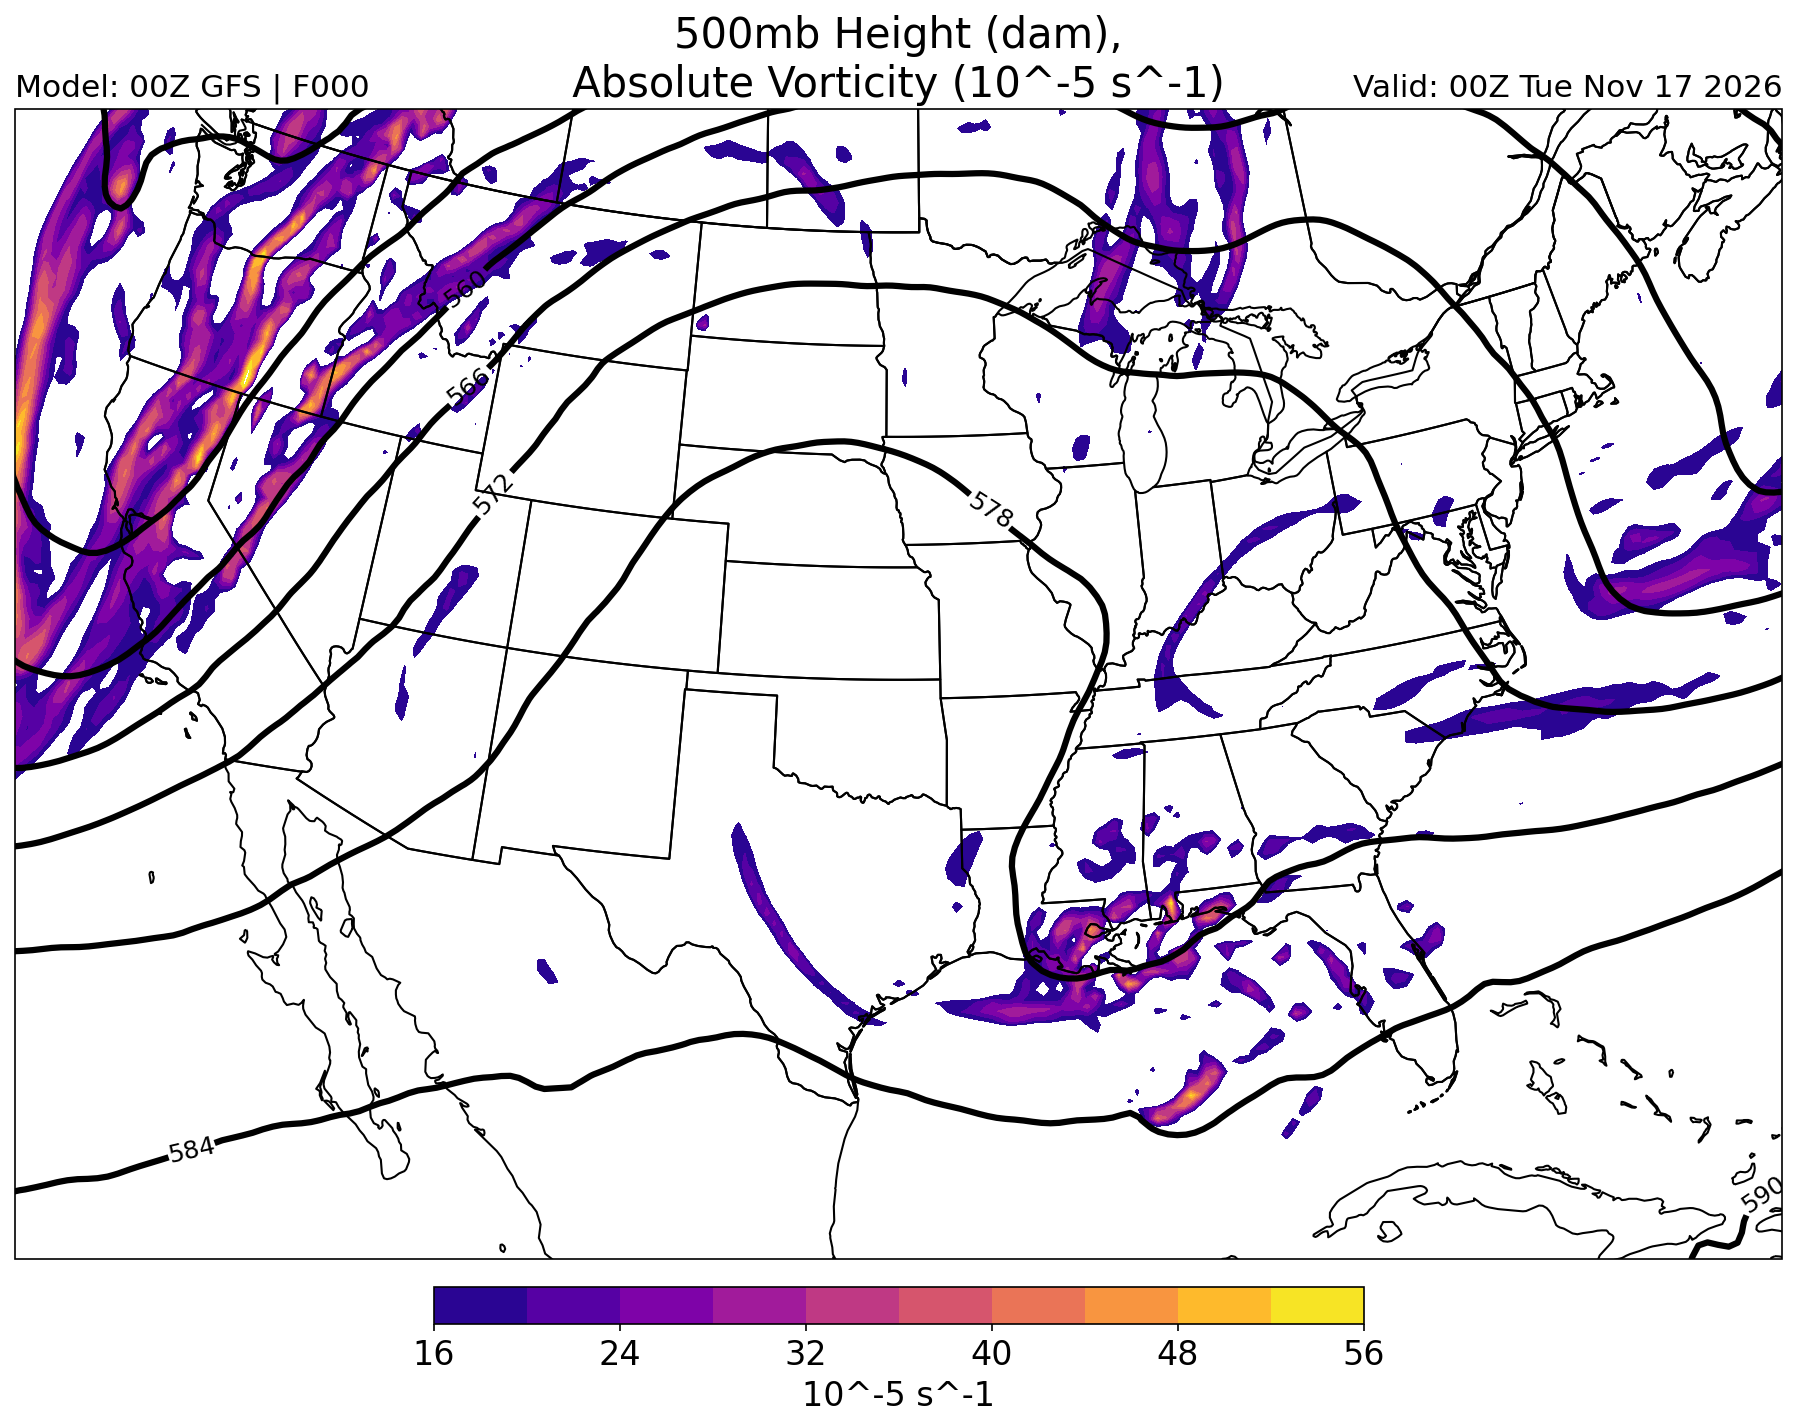 500mb Height (dam),
Model: 00Z GFS | F000
Absolute Vorticity (10^-5 s^-1)
Valid: 00Z Tue Nov 17 2026
560
566
572
578
584
590
16 24 32 40 48 56
10^-5 s^-1